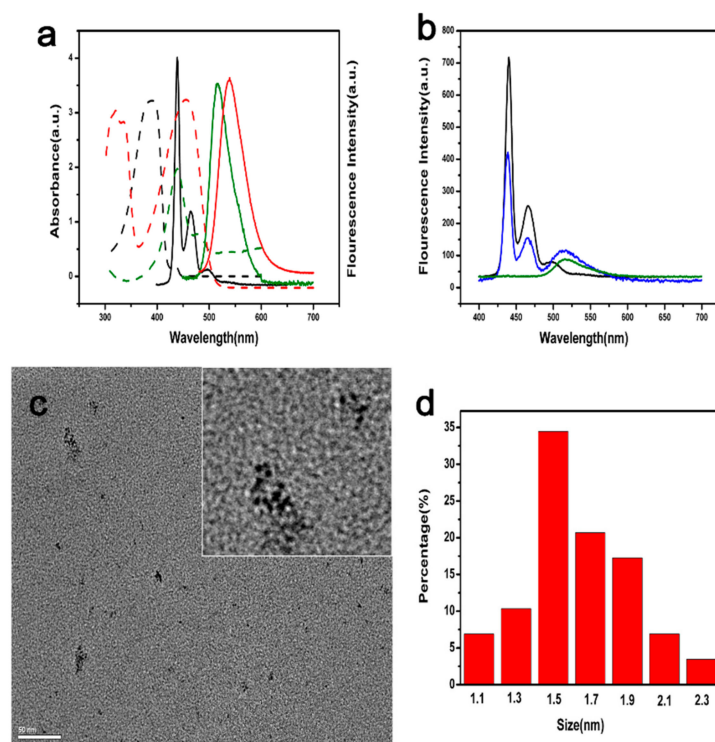 a
Absorbance(a.u.)
4
3
2
1
0
300 400 500 600 700
Wavelength(nm)
Flourescence Intensity(a.u.)
b
Flourescence Intensity(a.u.)
800
700
600
500
400
300
200
100
0
400 450 500 550 600 650 700
Wavelength(nm)
c
50 nm
d
Percentage(%)
35
30
25
20
15
10
5
0
1.1 1.3 1.5 1.7 1.9 2.1 2.3
Size(nm)